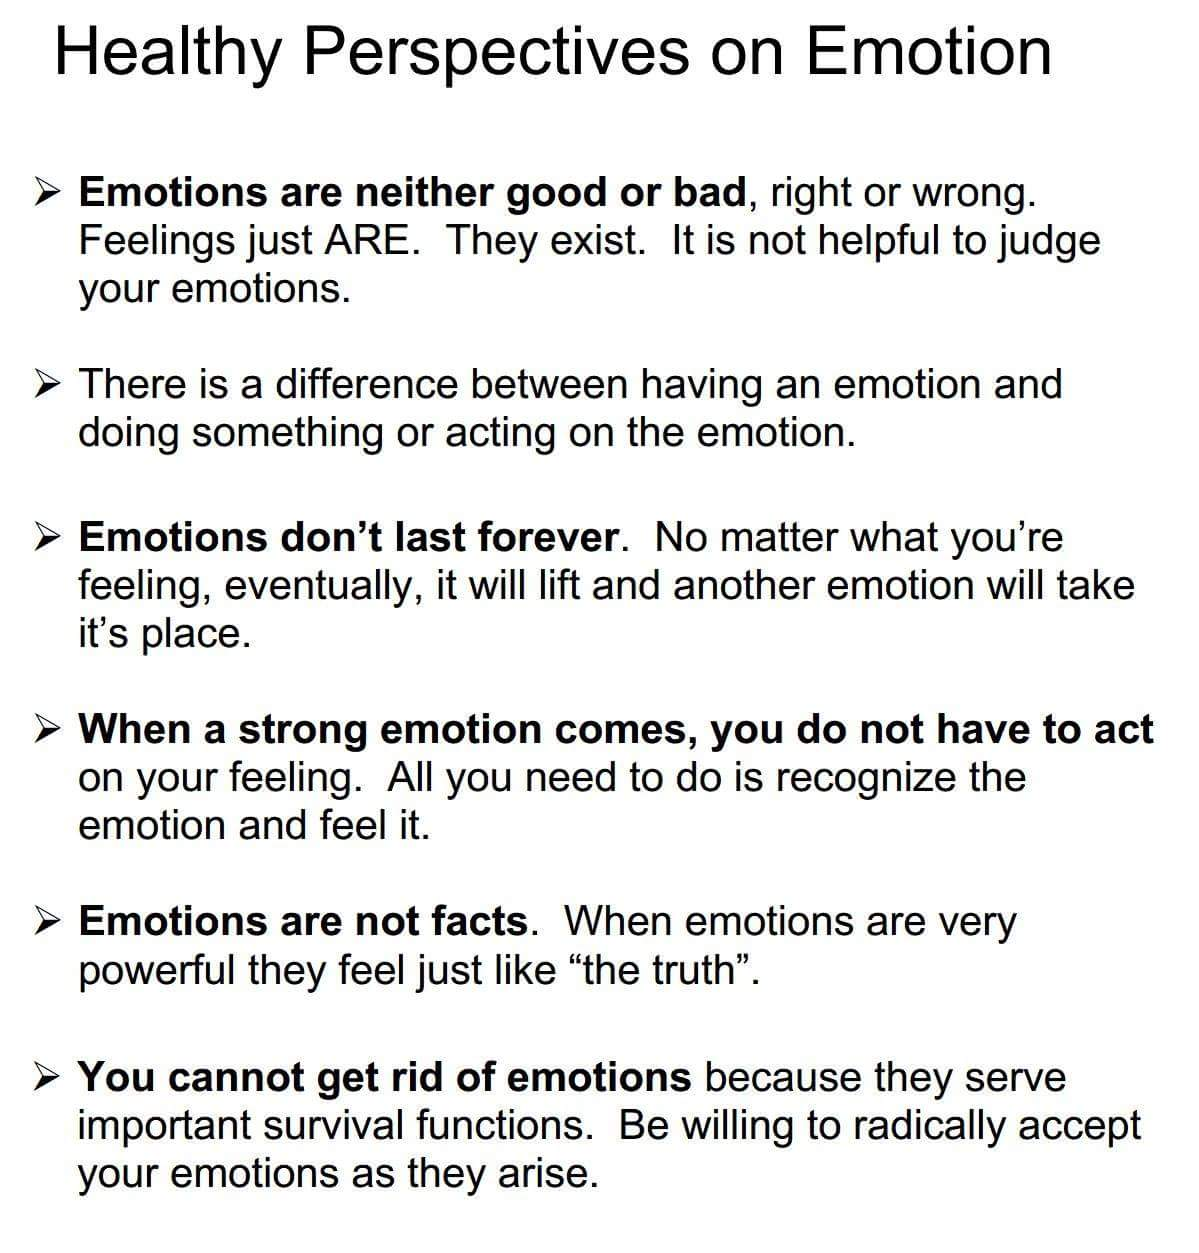 Healthy Perspectives on Emotion
➢ Emotions are neither good or bad, right or wrong.
Feelings just ARE.  They exist.  It is not helpful to judge
your emotions.
➢ There is a difference between having an emotion and
doing something or acting on the emotion.
➢ Emotions don’t last forever.  No matter what you’re
feeling, eventually, it will lift and another emotion will take
it’s place.
➢ When a strong emotion comes, you do not have to act
on your feeling.  All you need to do is recognize the
emotion and feel it.
➢ Emotions are not facts.  When emotions are very
powerful they feel just like “the truth”.
➢ You cannot get rid of emotions because they serve
important survival functions.  Be willing to radically accept
your emotions as they arise.